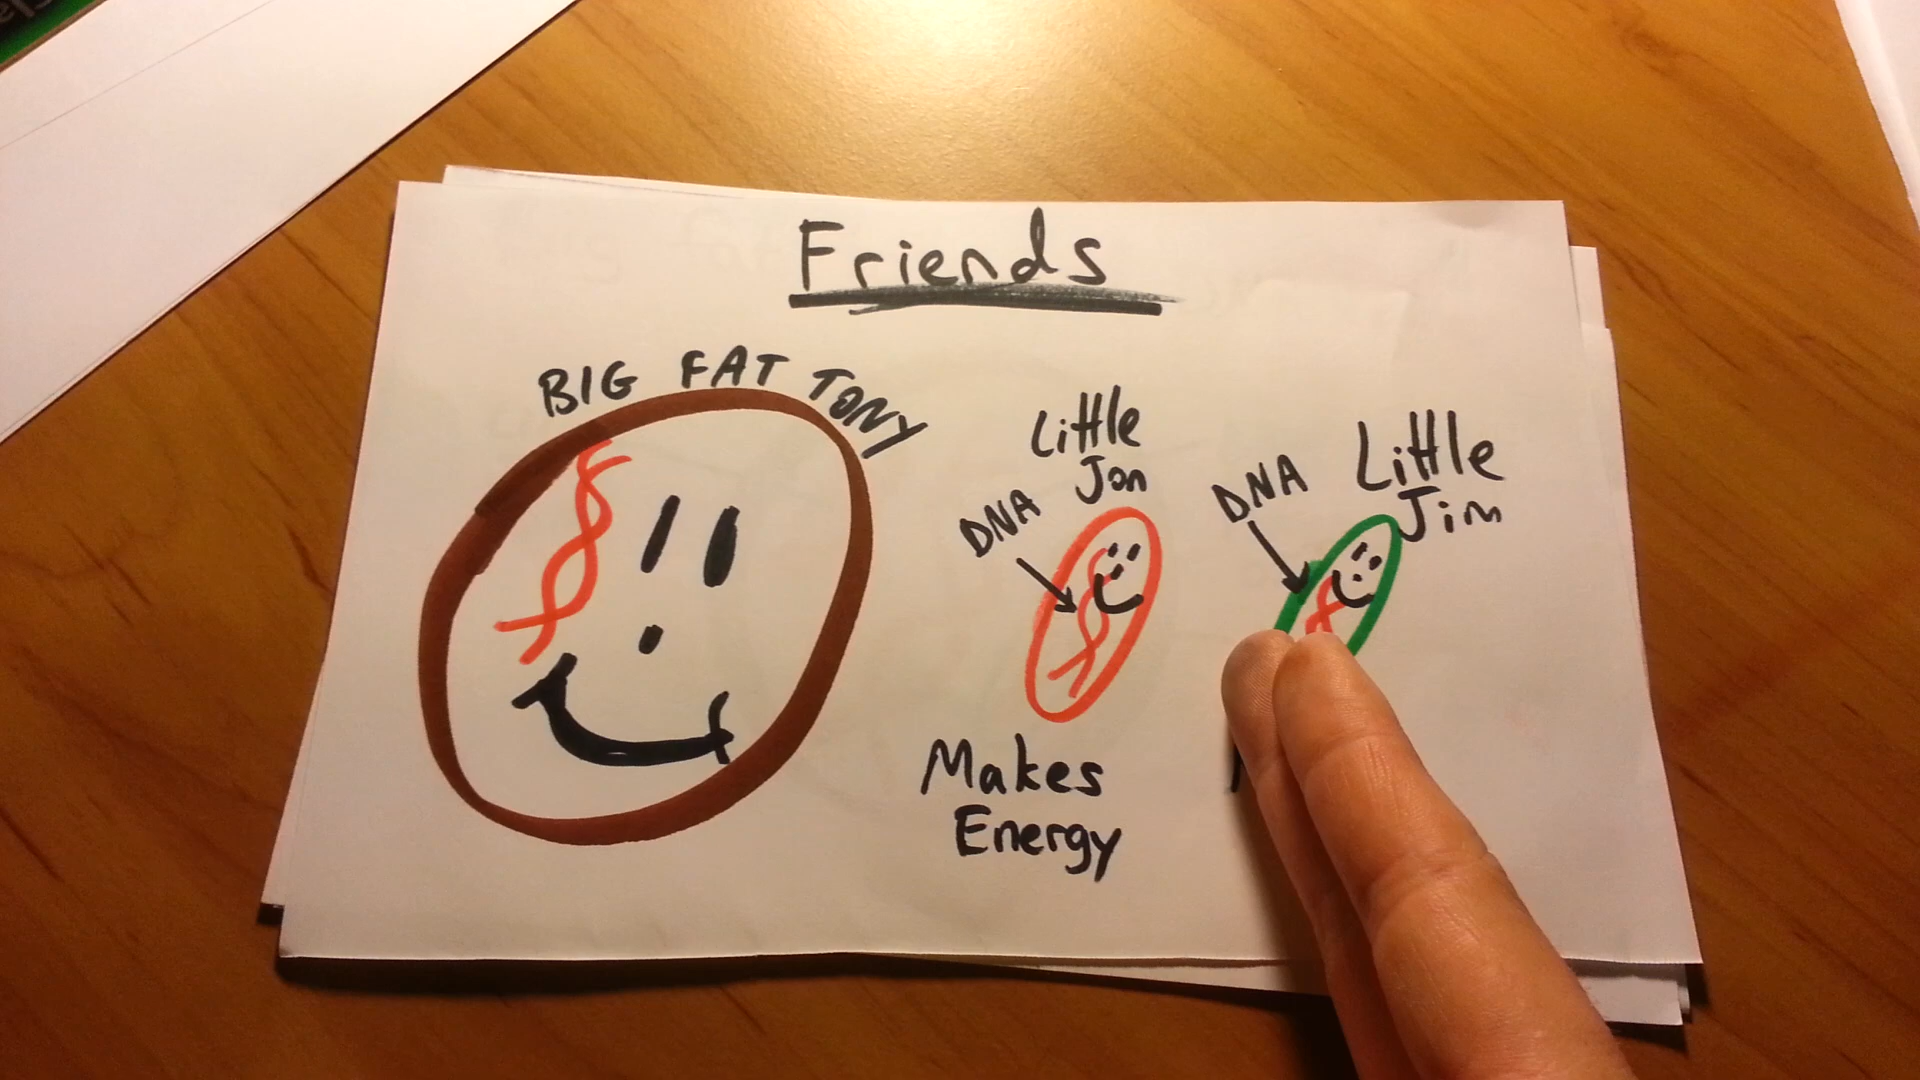 Friends
BIG FAT TONY
Little
Jon
DNA
Makes
Energy
Little
Jim
DNA